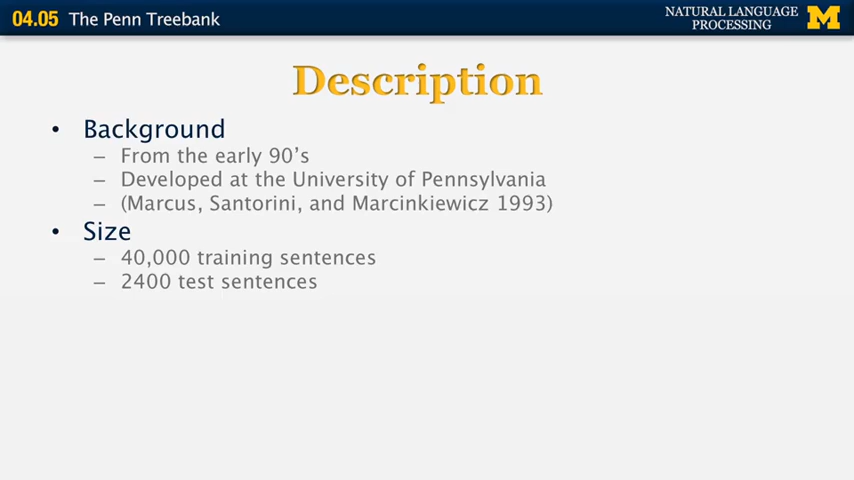 04.05 The Penn Treebank
NATURAL LANGUAGE
PROCESSING
M
Description
• Background
– From the early 90’s
– Developed at the University of Pennsylvania
– (Marcus, Santorini, and Marcinkiewicz 1993)
• Size
– 40,000 training sentences
– 2400 test sentences